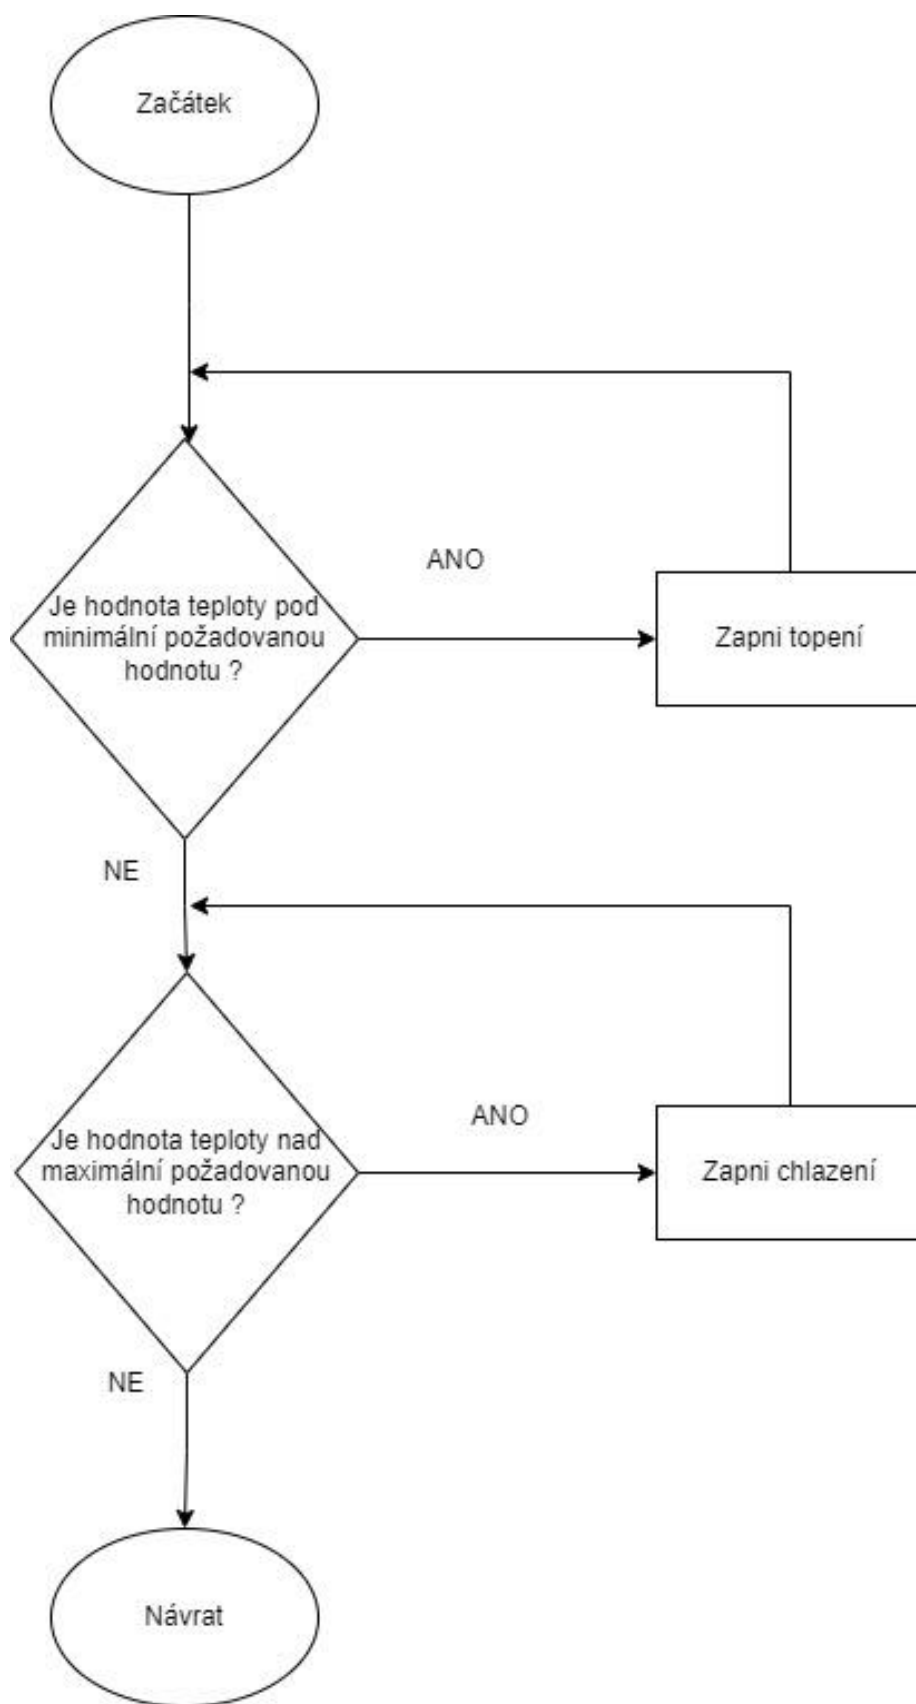 Začátek
ANO
Je hodnota teploty pod
minimální požadovanou
hodnotu ?
Zapni topení
NE
ANO
Je hodnota teploty nad
maximální požadovanou
hodnotu ?
Zapni chlazení
NE
Návrat